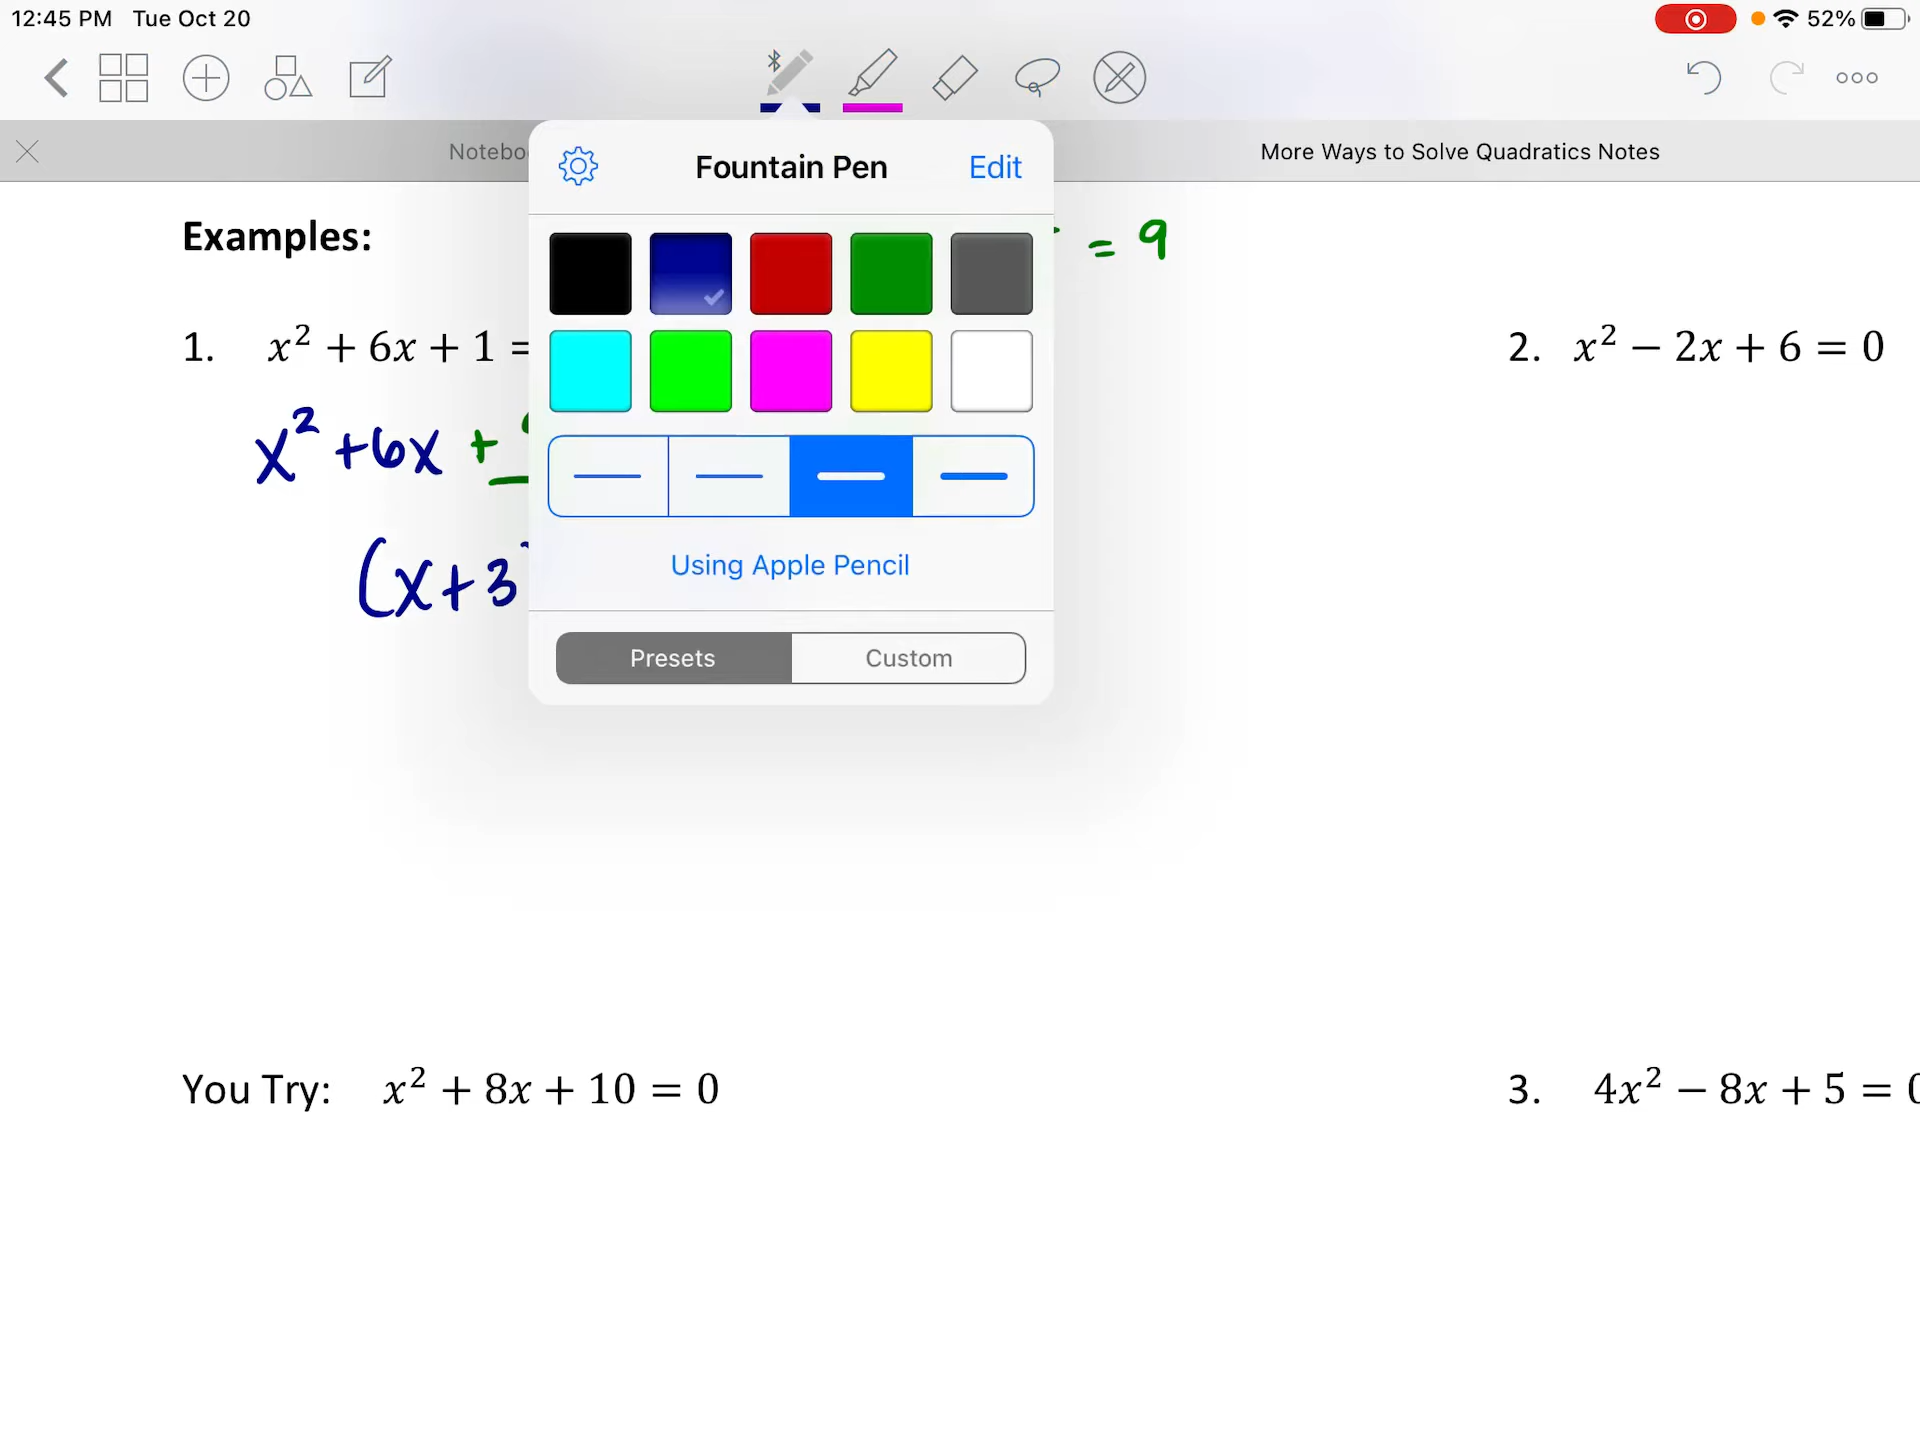 12:45 PM Tue Oct 20
52%
Notebo
More Ways to Solve Quadratics Notes
Fountain Pen
Edit
Examples:
= 9
1. x² + 6x + 1 =
2. x² − 2x + 6 = 0
x² + 6x +
(x+3
Using Apple Pencil
Presets
Custom
You Try: x² + 8x + 10 = 0
3. 4x² − 8x + 5 =